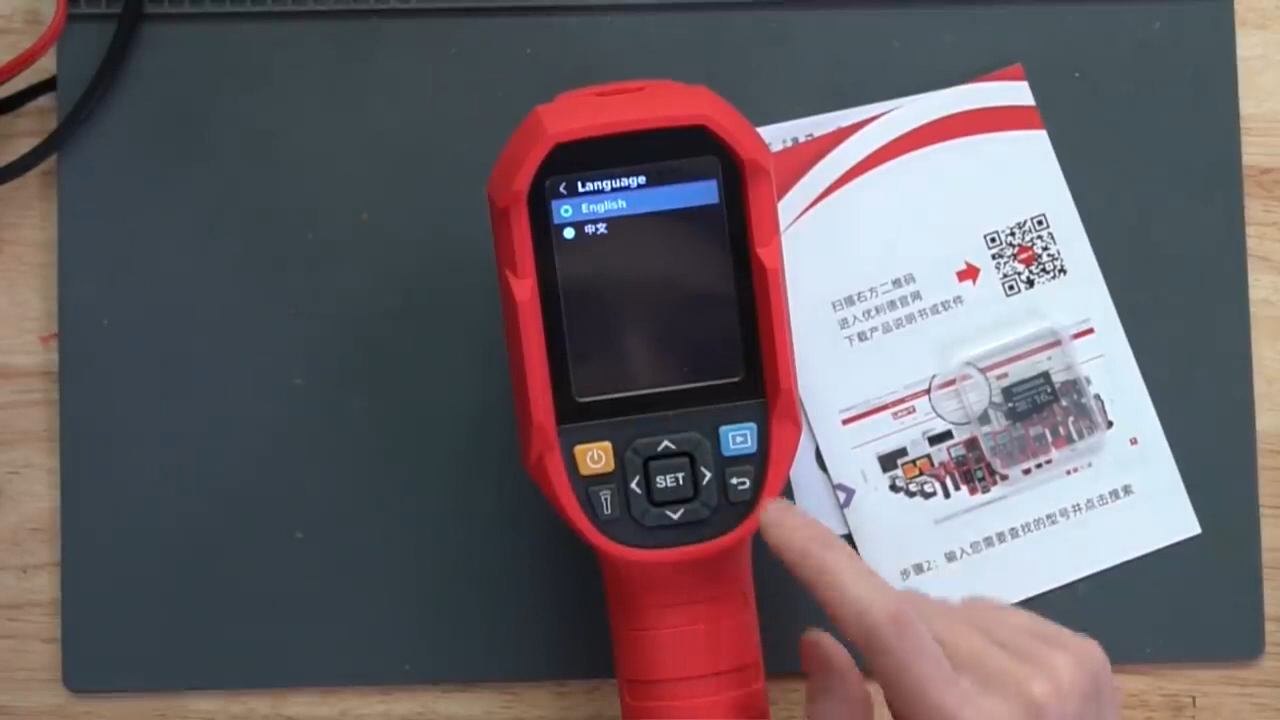 Language
English
中文
SET
扫描右方二维码
进入优利德官网
下载产品说明书或软件
步骤2：输入您需要查找的型号并点击搜索